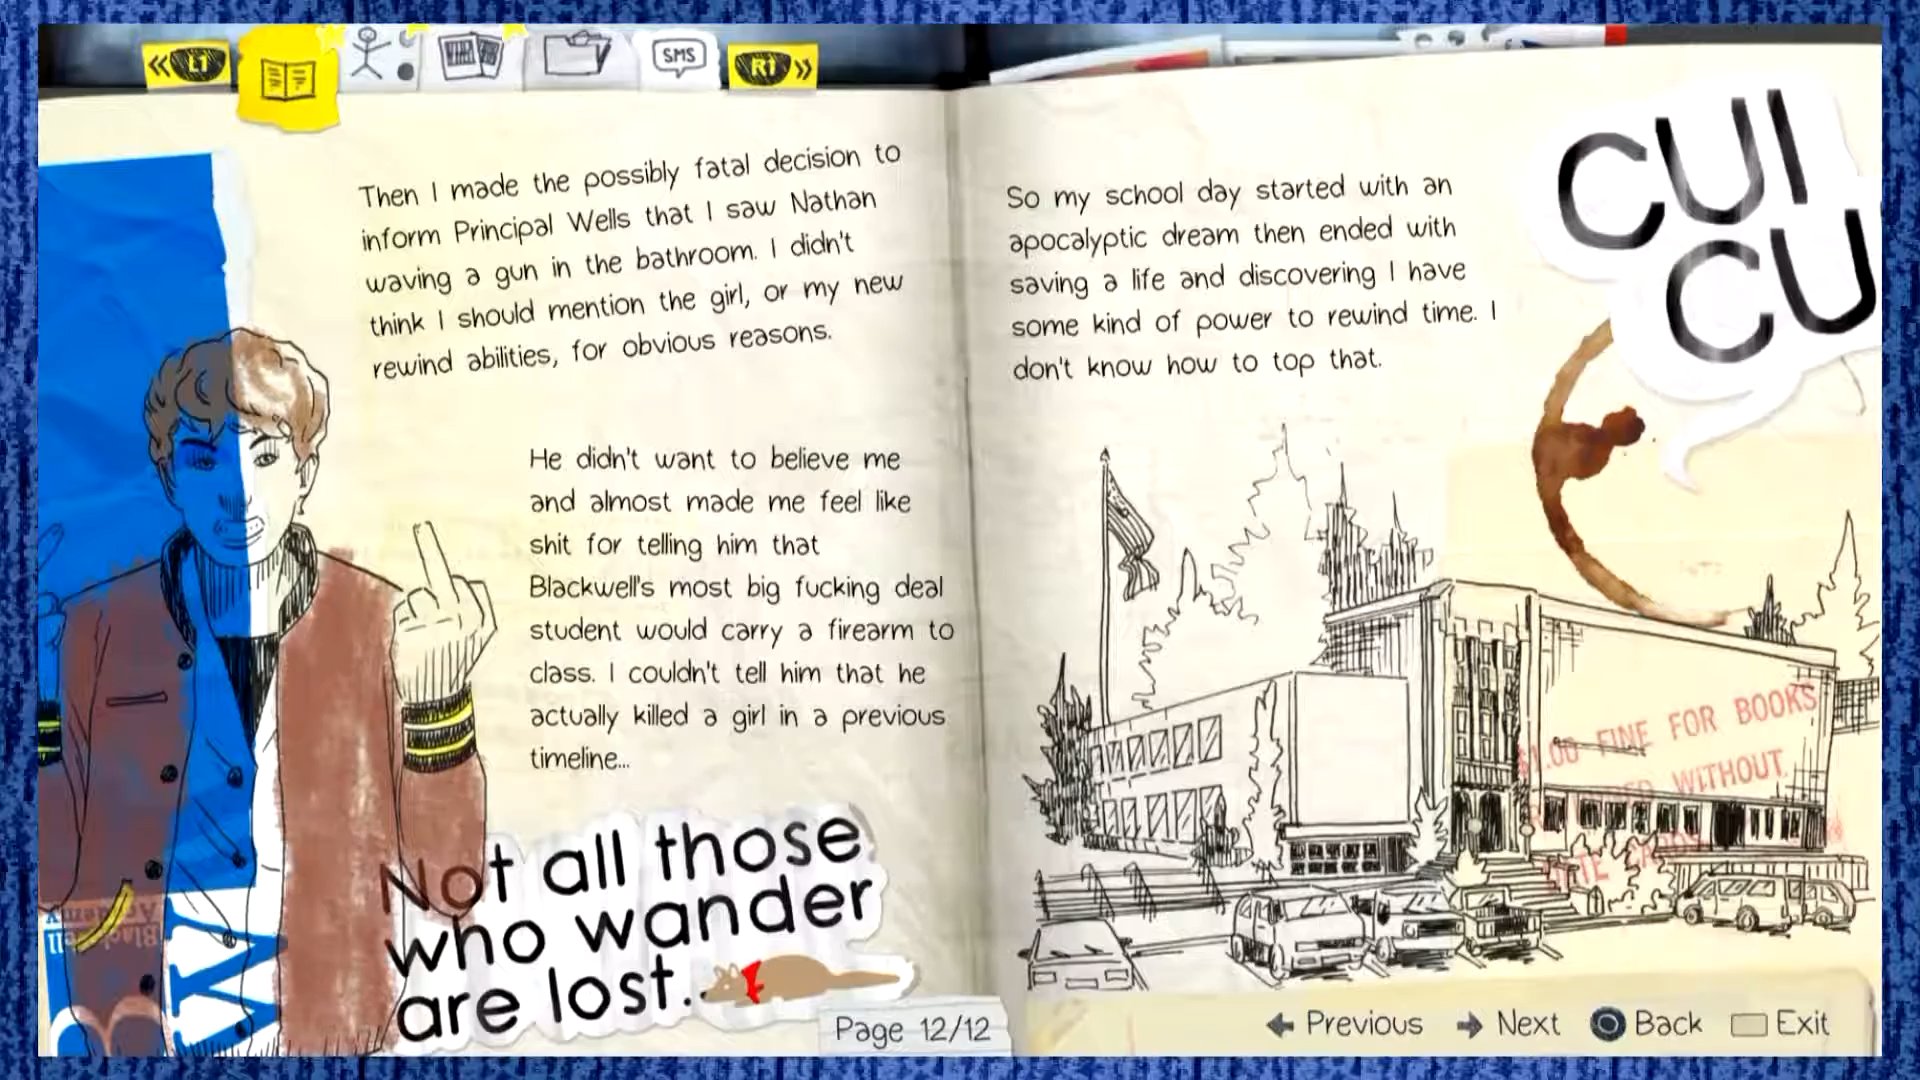 L1
SMS
R1
Then I made the possibly fatal decision to
inform Principal Wells that I saw Nathan
waving a gun in the bathroom. I didn't
think I should mention the girl, or my new
rewind abilities, for obvious reasons.
He didn't want to believe me
and almost made me feel like
shit for telling him that
Blackwell's most big fucking deal
student would carry a firearm to
class. I couldn't tell him that he
actually killed a girl in a previous
timeline...
Not all those
who wander
are lost.
Page 12/12
So my school day started with an
apocalyptic dream then ended with
saving a life and discovering I have
some kind of power to rewind time. I
don't know how to top that.
CUI
CU
$1.00 FINE FOR BOOKS
WITHOUT
Previous
Next
Back
Exit